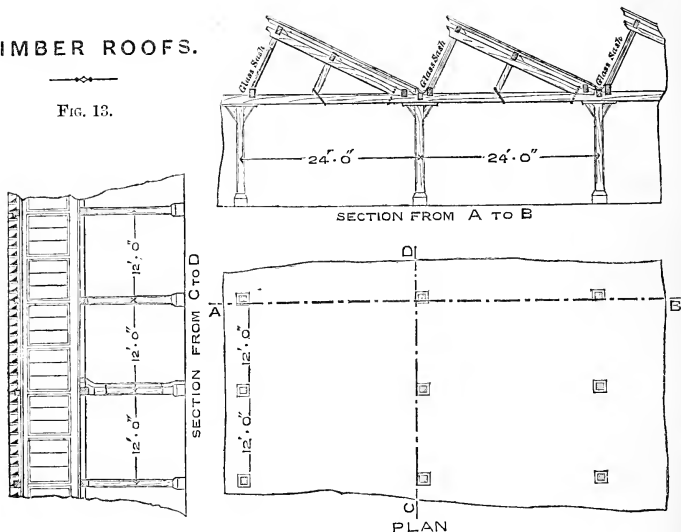 IMBER ROOFS.
FIG. 13.
Glass Sash
Glass Sash
Glass Sash
24'.0"
24'.0"
SECTION FROM A TO B
12'.0"
12'.0"
12'.0"
SECTION FROM C TO D
D
A
B
12'.0"
12'.0"
C
PLAN